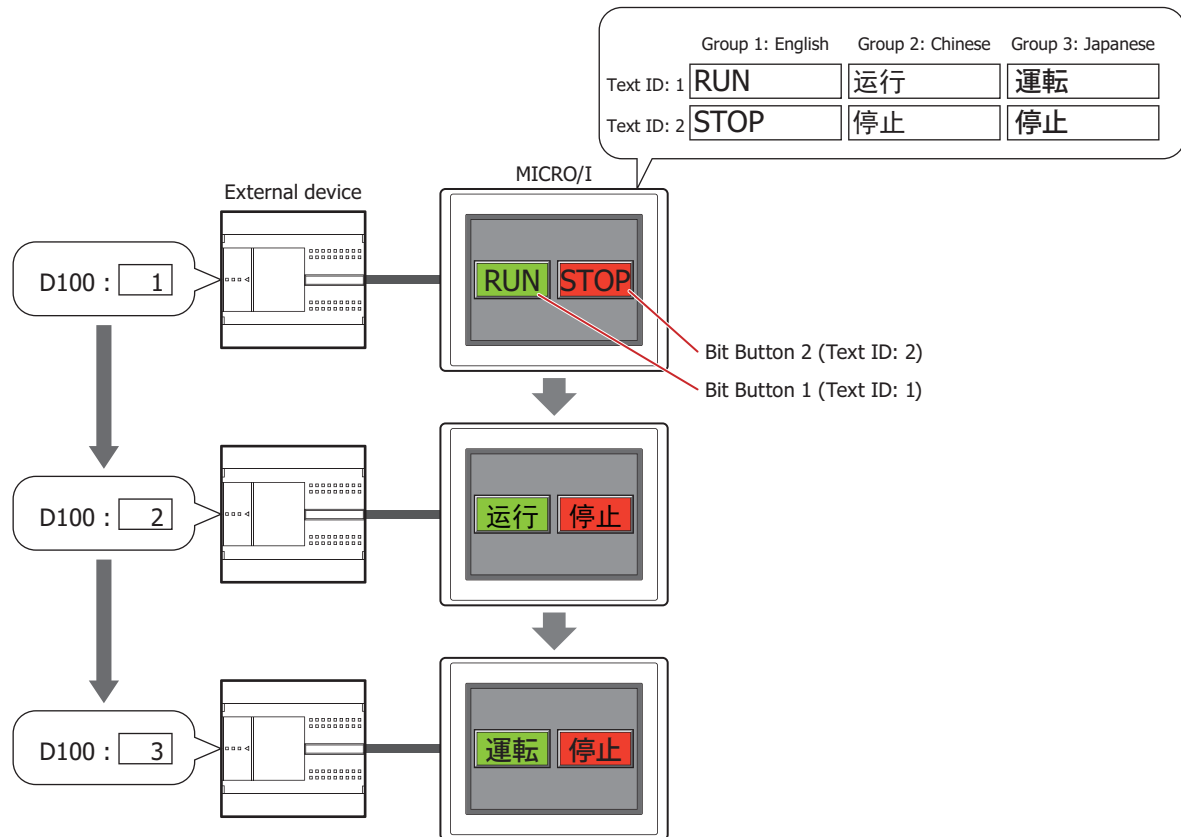 Group 1: English Group 2: Chinese Group 3: Japanese
Text ID: 1 RUN 运行 運転
Text ID: 2 STOP 停止 停止
MICRO/I
External device
D100 : 1
RUN STOP
Bit Button 2 (Text ID: 2)
Bit Button 1 (Text ID: 1)
D100 : 2
运行 停止
D100 : 3
運転 停止